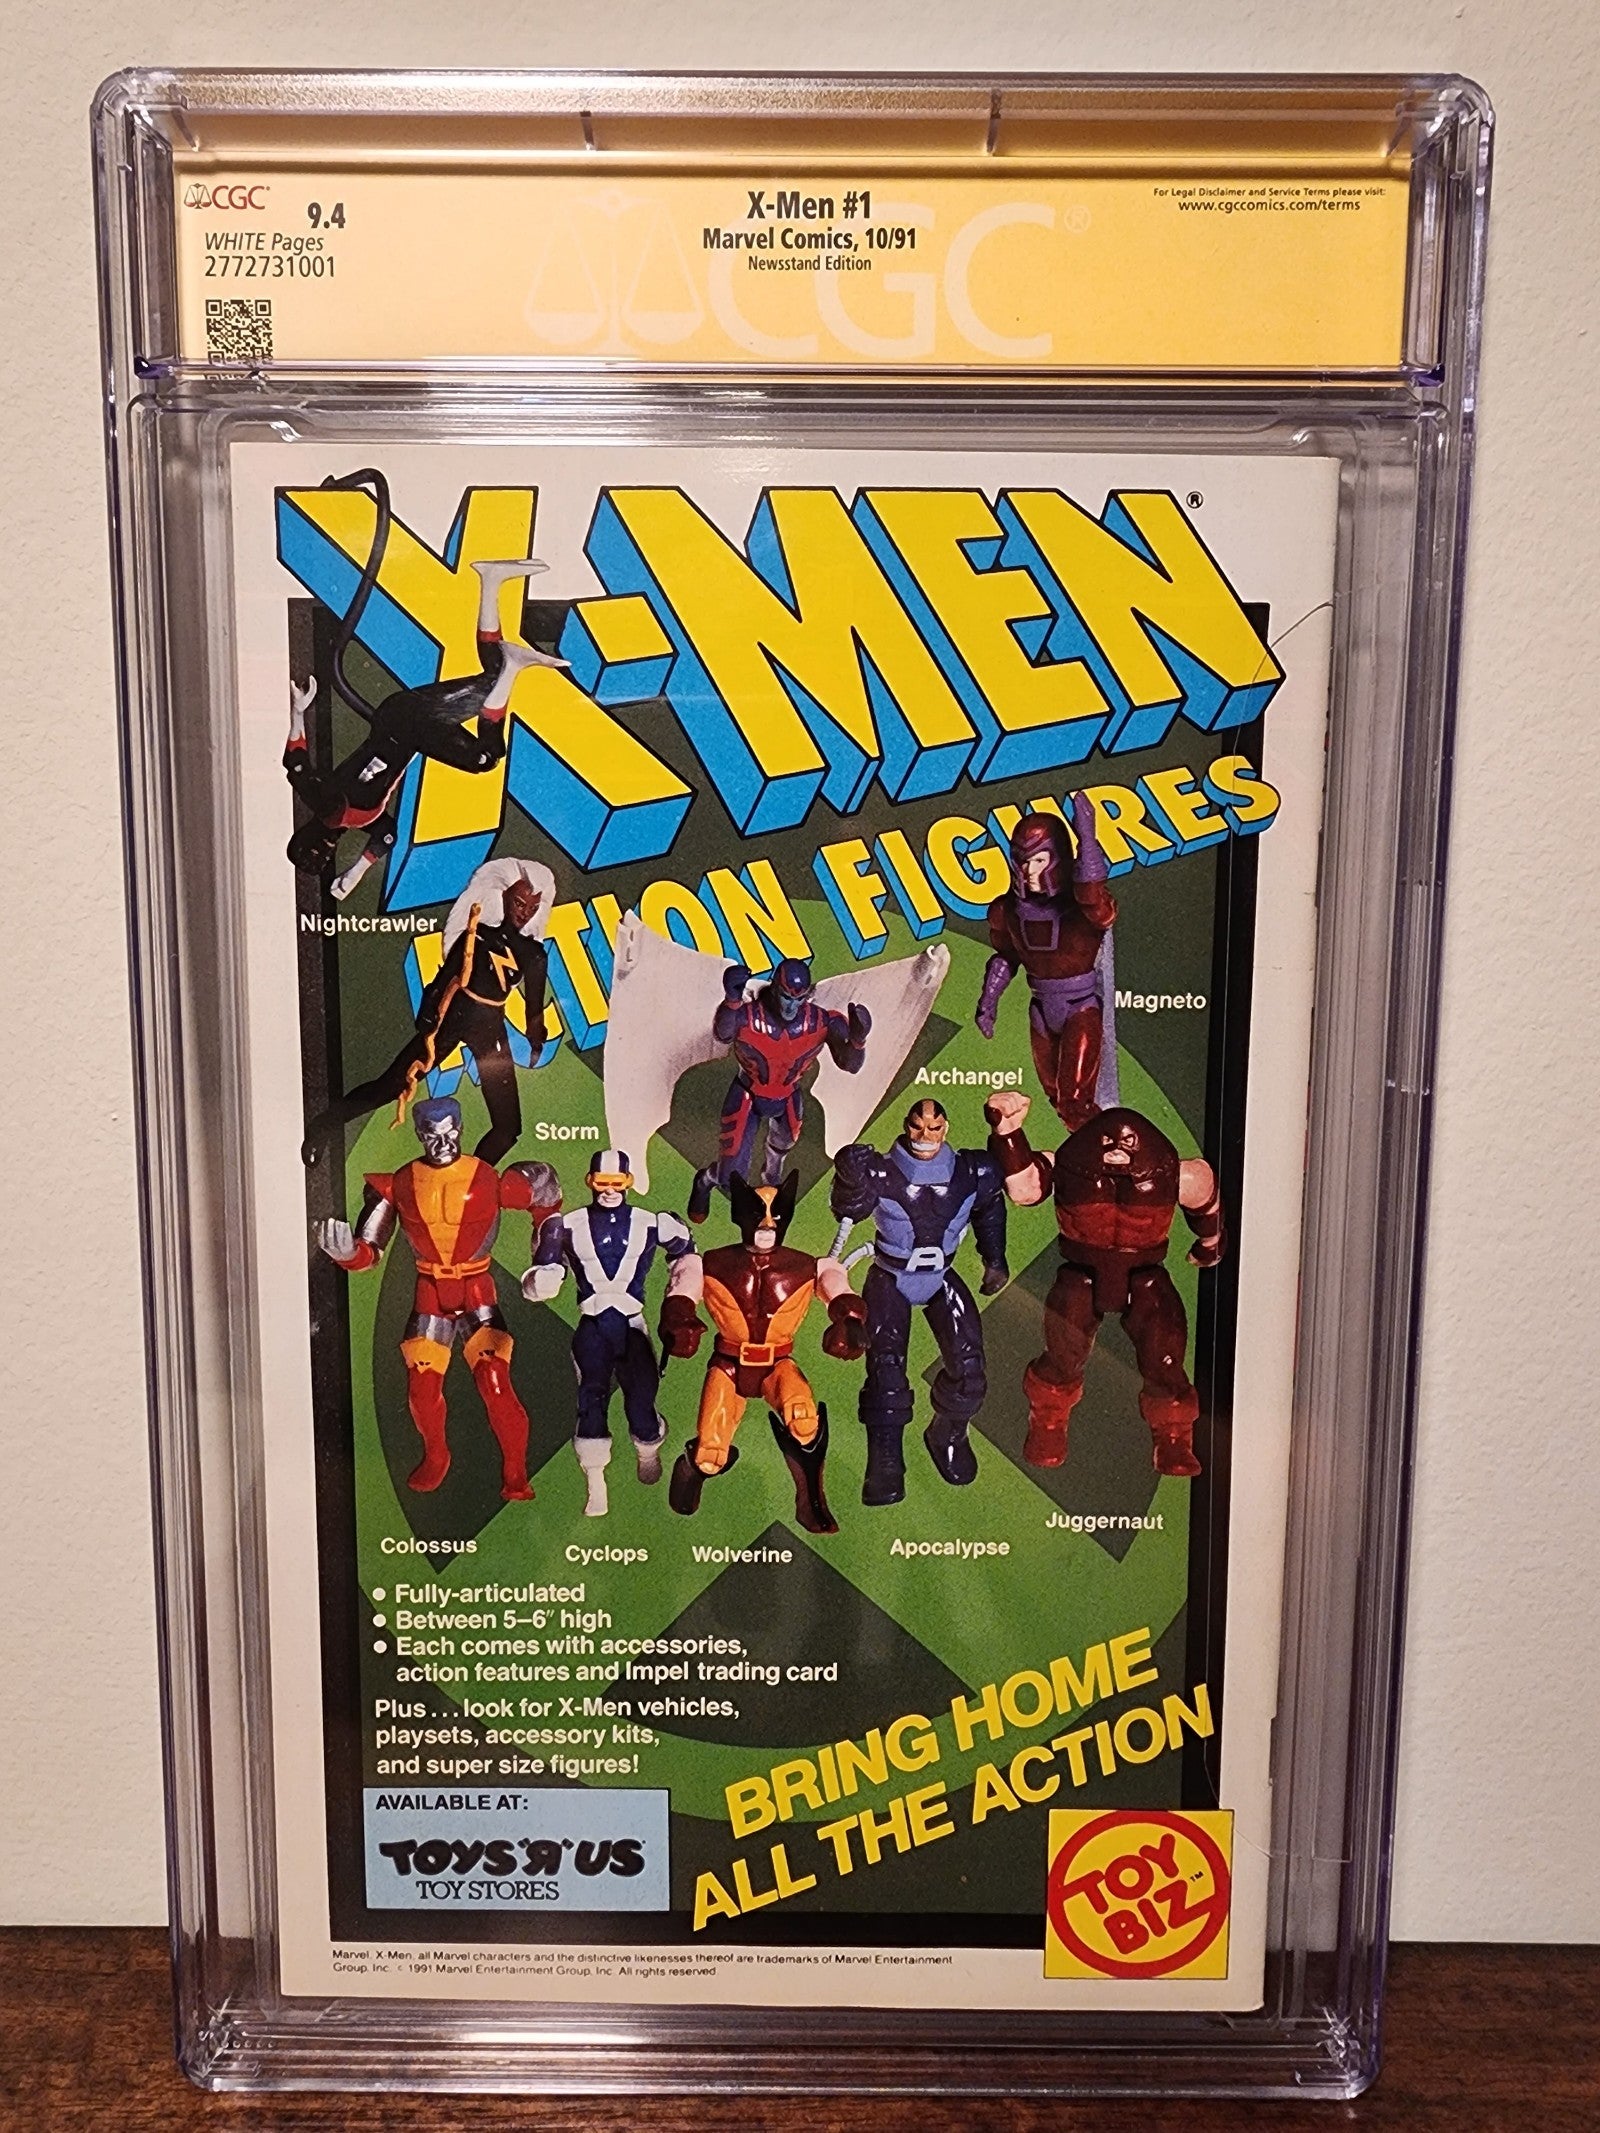 CGC
9.4
WHITE Pages
2772731001
X-Men #1
Marvel Comics, 10/91
Newsstand Edition
For Legal Disclaimer and Service Terms please visit:
www.cgccomics.com/terms
CGC®
X-MEN®
ACTION FIGURES
Nightcrawler
Magneto
Archangel
Storm
N
A
Colossus
Cyclops
Wolverine
Apocalypse
Juggernaut
• Fully-articulated
• Between 5–6″ high
• Each comes with accessories,
action features and Impel trading card
Plus...look for X-Men vehicles,
playsets, accessory kits,
and super size figures!
BRING HOME
ALL THE ACTION
AVAILABLE AT:
TOYS"R"US
TOY STORES
TOY
BIZ™
Marvel, X-Men, all Marvel characters and the distinctive likenesses thereof are trademarks of Marvel Entertainment
Group, Inc. © 1991 Marvel Entertainment Group, Inc. All rights reserved